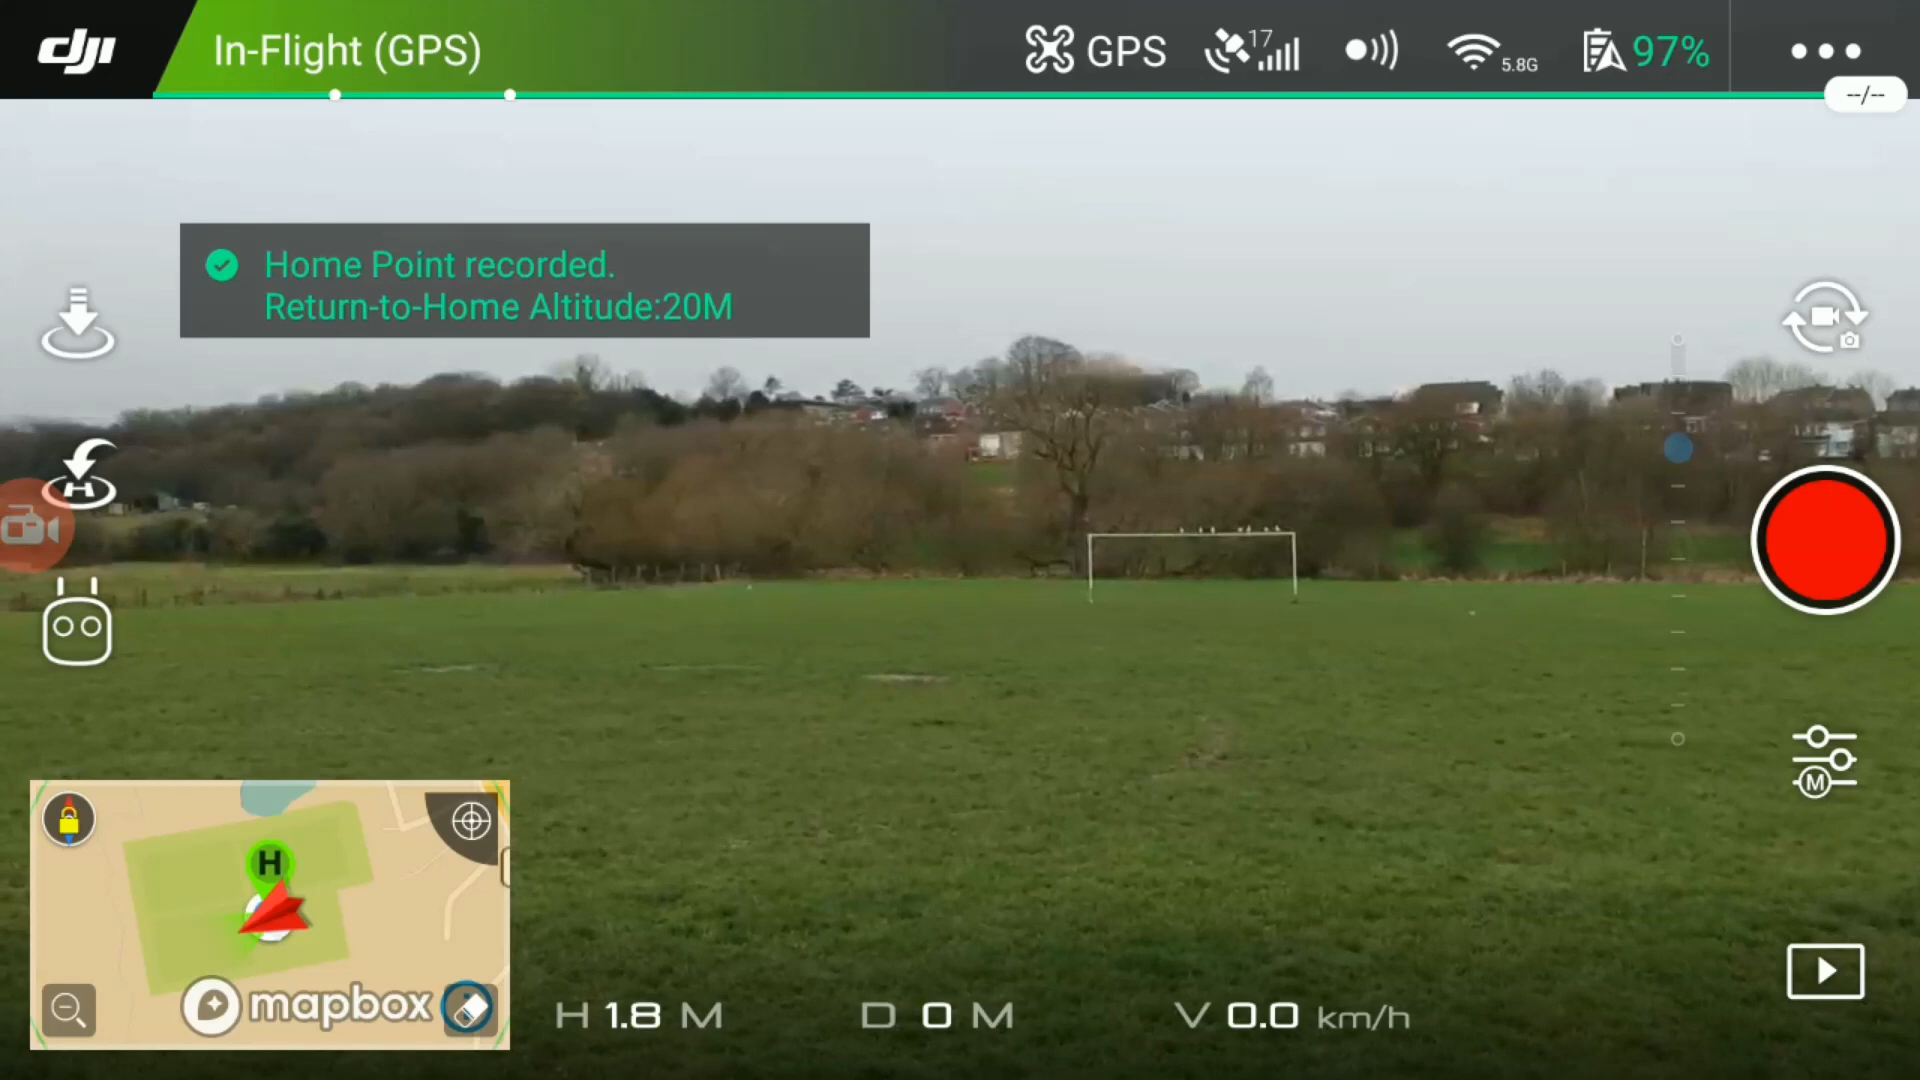 dji
In-Flight (GPS)
GPS
17
5.8G
97%
--/--
Home Point recorded.
Return-to-Home Altitude:20M
H
H
M
mapbox
H 1.8 M
D 0 M
V 0.0 km/h